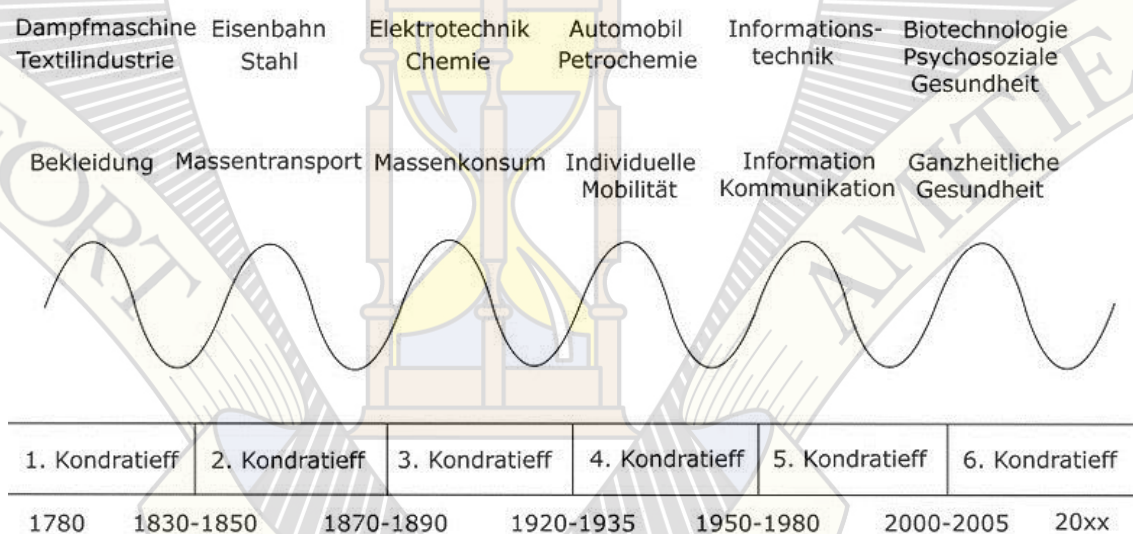 Dampfmaschine Eisenbahn Elektrotechnik Automobil Informations- Biotechnologie
Textilindustrie Stahl Chemie Petrochemie technik Psychosoziale
Gesundheit
Bekleidung Massentransport Massenkonsum Individuelle Information Ganzheitliche
Mobilität Kommunikation Gesundheit
FORT
AMITIE
1. Kondratieff 2. Kondratieff 3. Kondratieff 4. Kondratieff 5. Kondratieff 6. Kondratieff
1780 1830-1850 1870-1890 1920-1935 1950-1980 2000-2005 20xx